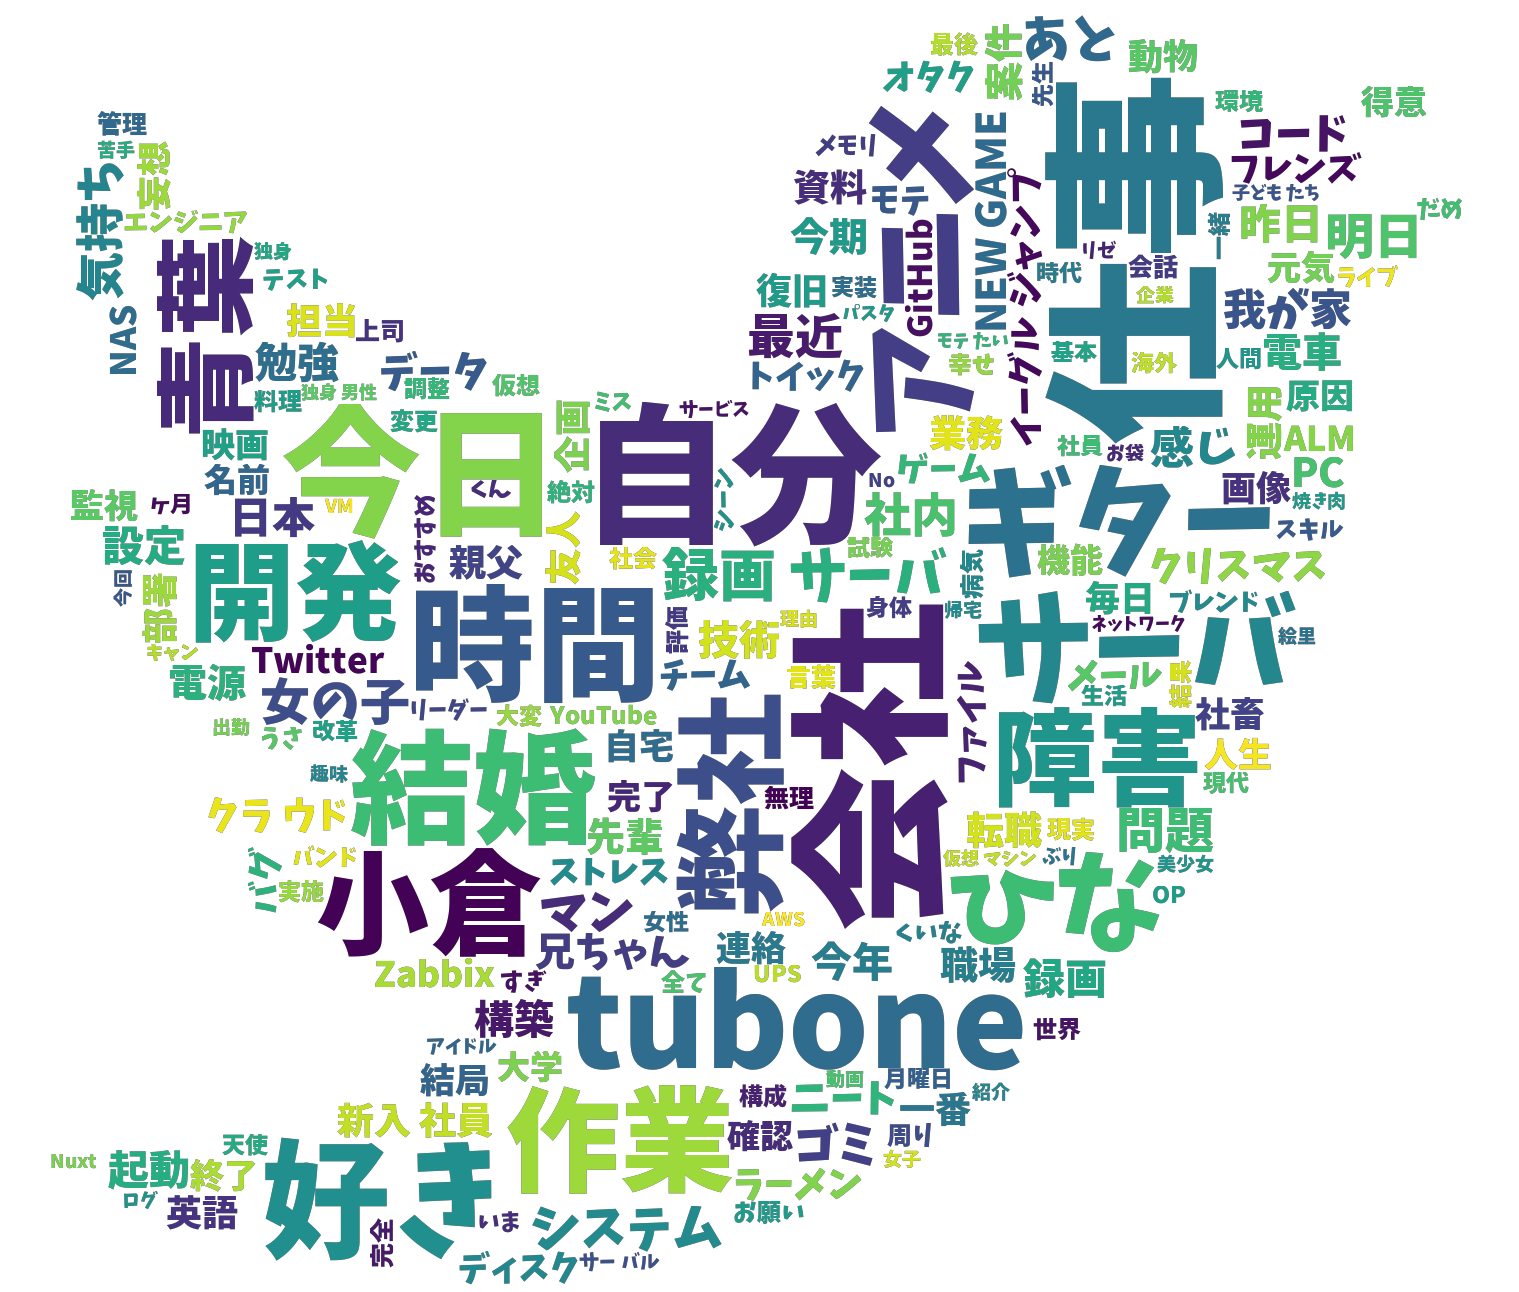 最後
あと
案件
動物
オタク
先生
環境
得意
管理
苦手
妄想
気持ち
エンジニア
メモリ
アニメ
NEW GAME
仕事
コード
フレンズ
資料
モテ
イーグルジャンプ
子どもたち
一緒
昨日
明日
だめ
青葉
独身
テスト
今期
GitHub
リゼ
会話
時代
元気
ライブ
復旧
実装
パスタ
企業
我が家
NAS
担当
上司
最近
モテたい
幸せ
基本
海外
人間
電車
勉強
データ
調整
仮想
トイック
料理
独身 男性
変更
ミス
サービス
企画
業務
社員
お袋
感じ
運用
原因
ALM
映画
名前
今日
自分
くん
絶対
シーン
No
ゲーム
社内
ギター
PC
画像
焼き肉
スキル
監視
ヶ月
日本
VM
おすすめ
設定
開発
親父
友人
社会
録画
サーバ
試験
病気
機能
クリスマス
今回
部署
キャン
時間
評価
技術
理由
身体
帰宅
会社
サーバ
毎日
ブレンド
ネットワーク
絵里
Twitter
電源
女の子
リーダー
チーム
言葉
ファイル
メール
生活
結果
社畜
出勤
うさ
改革
大変
YouTube
弊社
自宅
障害
人生
現代
趣味
結婚
完了
無理
クラウド
先輩
転職
現実
問題
バグ
バンド
実施
小倉
ストレス
仮想 マシン
ぶり
美少女
マン
女性
AWS
ひな
OP
兄ちゃん
連絡
今年
くいな
職場
録画
Zabbix
すぎ
全て
UPS
構築
tubone
世界
アイドル
結局
大学
動画
月曜日
紹介
新入 社員
作業
構成
ニート
一番
確認
ゴミ
周り
女子
天使
Nuxt
起動
終了
ログ
英語
好き
完全
いま
システム
ラーメン
お願い
ディスク
サーバル